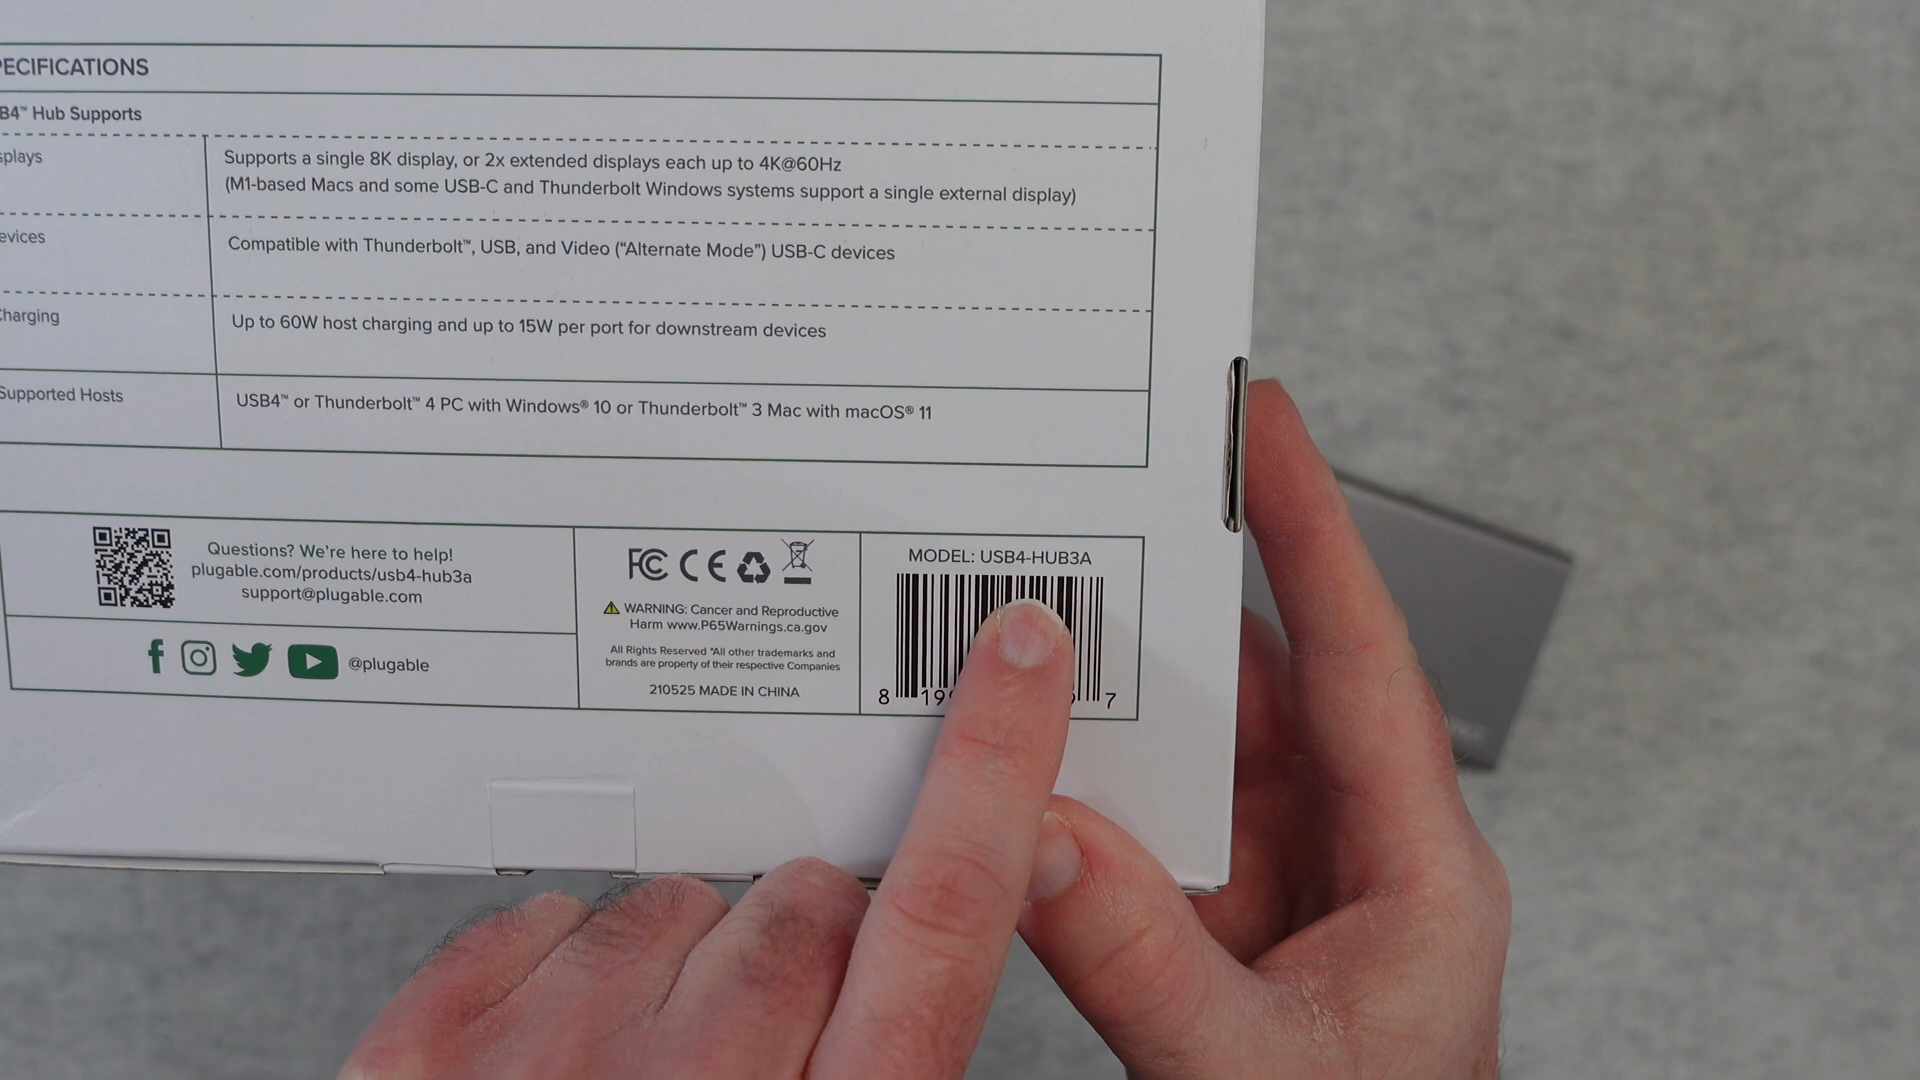 PECIFICATIONS
B4™ Hub Supports
splays
Supports a single 8K display, or 2x extended displays each up to 4K@60Hz
(M1-based Macs and some USB-C and Thunderbolt Windows systems support a single external display)
evices
Compatible with Thunderbolt™, USB, and Video (“Alternate Mode”) USB-C devices
Charging
Up to 60W host charging and up to 15W per port for downstream devices
Supported Hosts
USB4™ or Thunderbolt™ 4 PC with Windows® 10 or Thunderbolt™ 3 Mac with macOS® 11
Questions? We’re here to help!
plugable.com/products/usb4-hub3a
support@plugable.com
@plugable
FC CE
WARNING: Cancer and Reproductive
Harm www.P65Warnings.ca.gov
All Rights Reserved *All other trademarks and
brands are property of their respective Companies
210525 MADE IN CHINA
MODEL: USB4-HUB3A
8 19 7